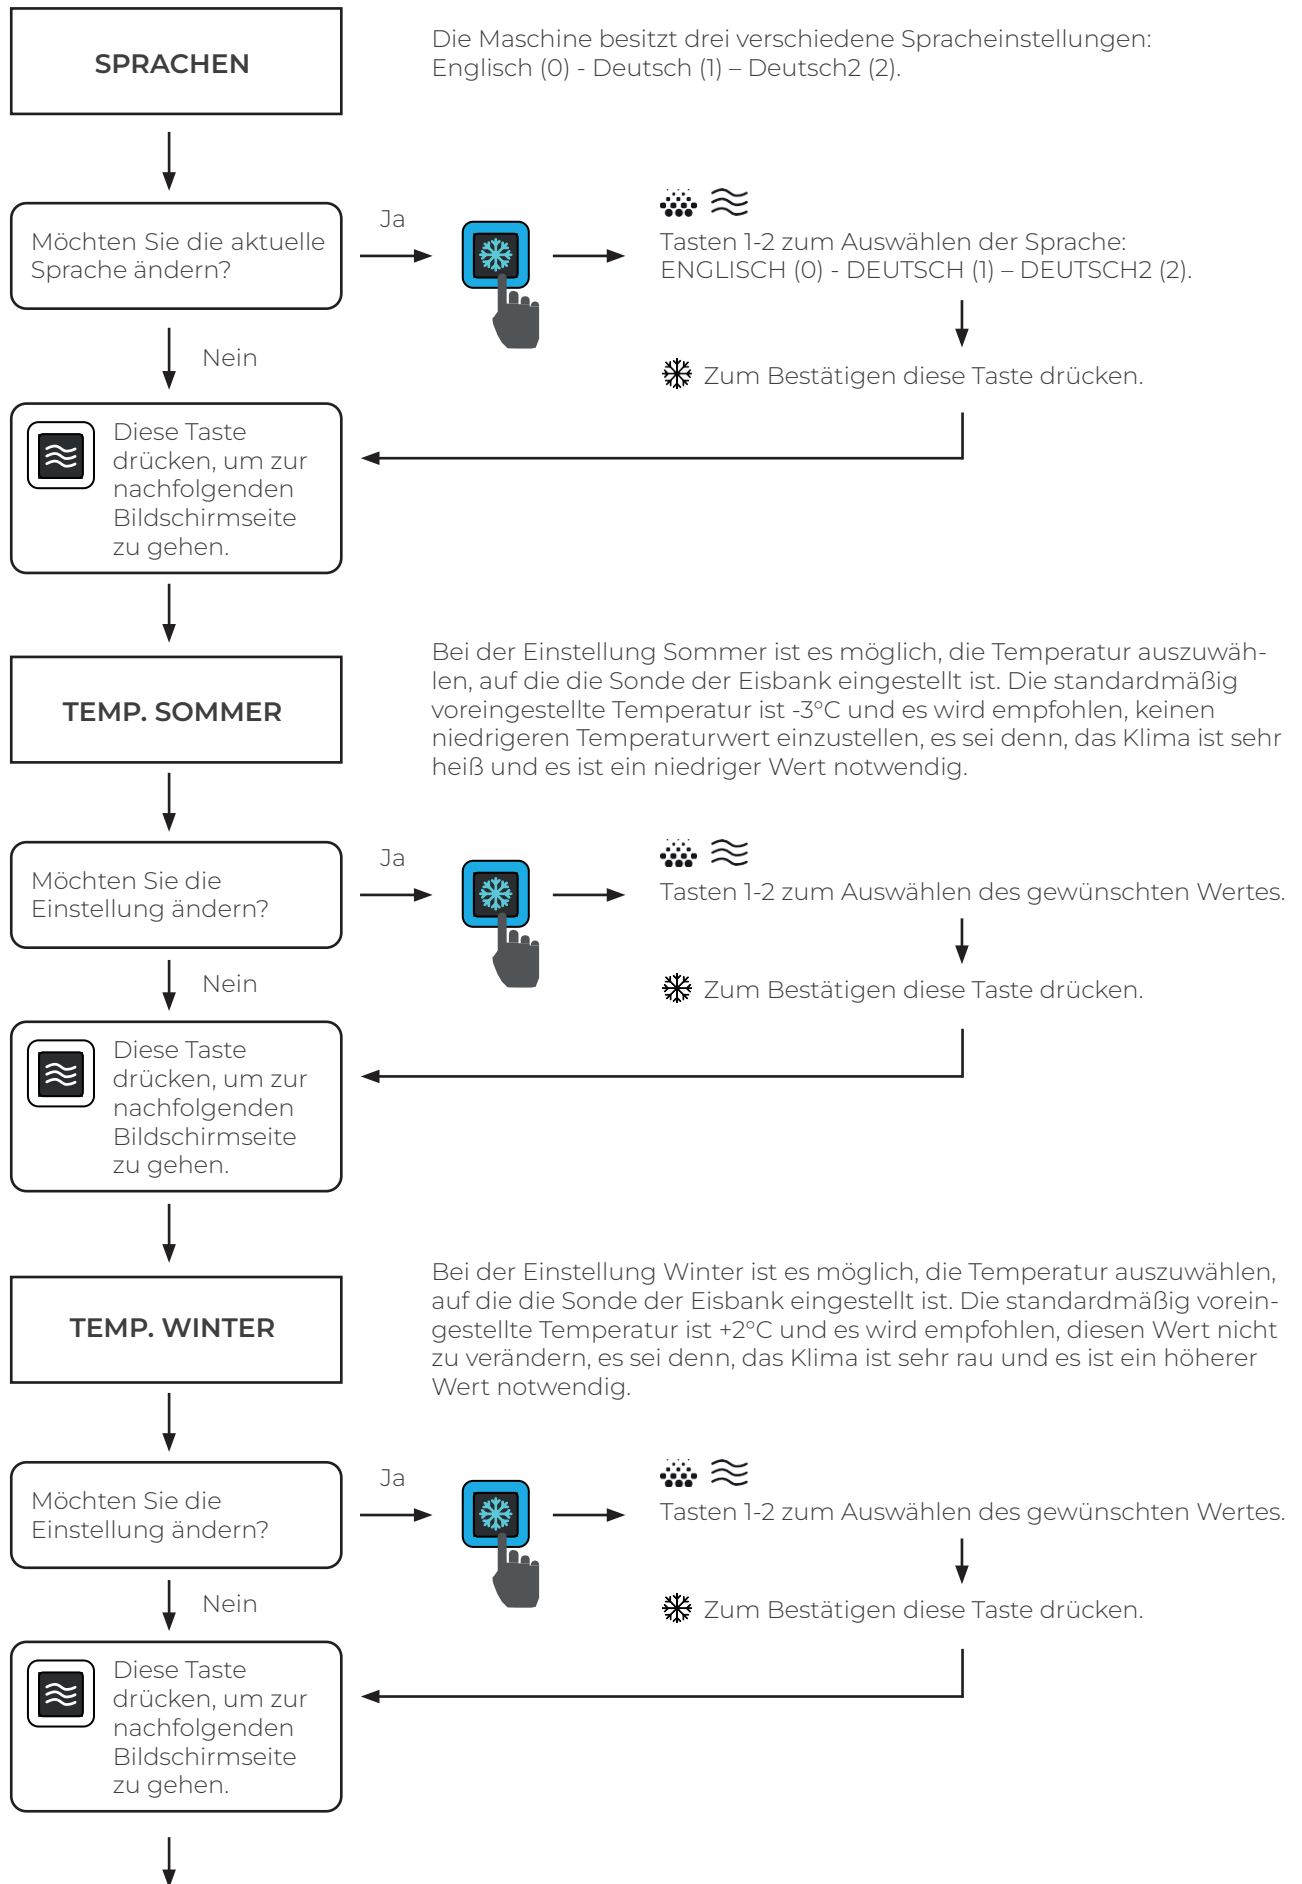 SPRACHEN
Die Maschine besitzt drei verschiedene Spracheinstellungen:
Englisch (0) - Deutsch (1) – Deutsch2 (2).
Möchten Sie die aktuelle
Sprache ändern?
Ja
Tasten 1-2 zum Auswählen der Sprache:
ENGLISCH (0) - DEUTSCH (1) – DEUTSCH2 (2).
Nein
Zum Bestätigen diese Taste drücken.
Diese Taste
drücken, um zur
nachfolgenden
Bildschirmseite
zu gehen.
TEMP. SOMMER
Bei der Einstellung Sommer ist es möglich, die Temperatur auszuwäh-
len, auf die die Sonde der Eisbank eingestellt ist. Die standardmäßig
voreingestellte Temperatur ist -3°C und es wird empfohlen, keinen
niedrigeren Temperaturwert einzustellen, es sei denn, das Klima ist sehr
heiß und es ist ein niedriger Wert notwendig.
Möchten Sie die
Einstellung ändern?
Ja
Tasten 1-2 zum Auswählen des gewünschten Wertes.
Nein
Zum Bestätigen diese Taste drücken.
Diese Taste
drücken, um zur
nachfolgenden
Bildschirmseite
zu gehen.
TEMP. WINTER
Bei der Einstellung Winter ist es möglich, die Temperatur auszuwählen,
auf die die Sonde der Eisbank eingestellt ist. Die standardmäßig vorein-
gestellte Temperatur ist +2°C und es wird empfohlen, diesen Wert nicht
zu verändern, es sei denn, das Klima ist sehr rau und es ist ein höherer
Wert notwendig.
Möchten Sie die
Einstellung ändern?
Ja
Tasten 1-2 zum Auswählen des gewünschten Wertes.
Nein
Zum Bestätigen diese Taste drücken.
Diese Taste
drücken, um zur
nachfolgenden
Bildschirmseite
zu gehen.